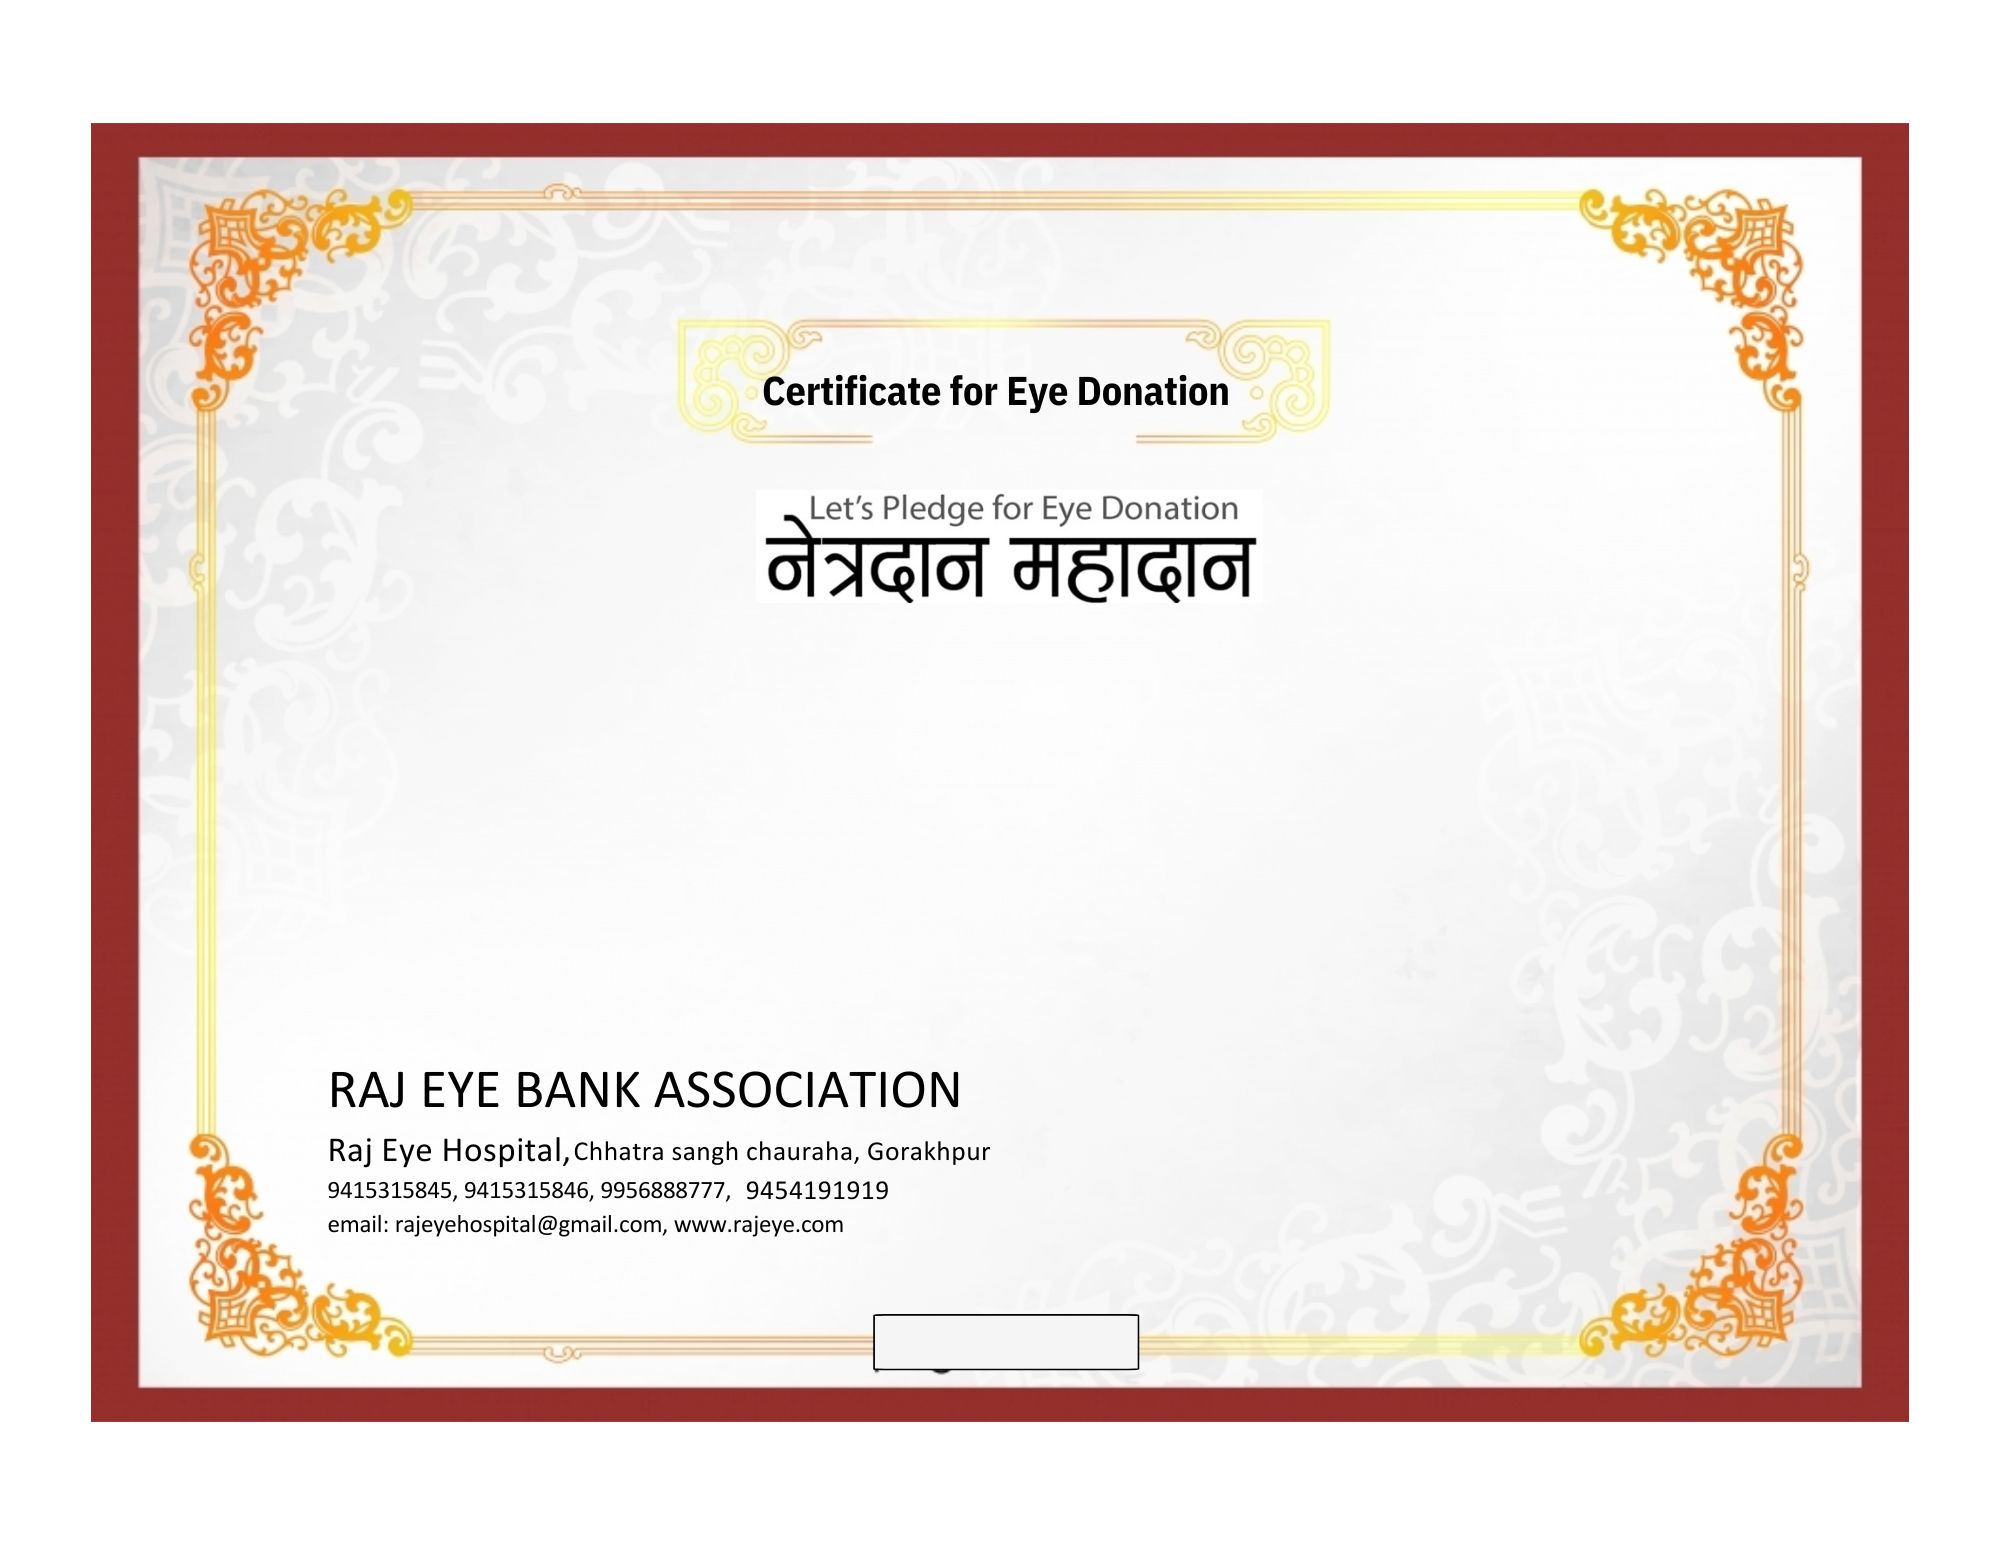 Certificate for Eye Donation
Let's Pledge for Eye Donation
नेत्रदान महादान
RAJ EYE BANK ASSOCIATION
Raj Eye Hospital, Chhatra sangh chauraha, Gorakhpur
9415315845, 9415315846, 9956888777, 9454191919
email: rajeyehospital@gmail.com, www.rajeye.com